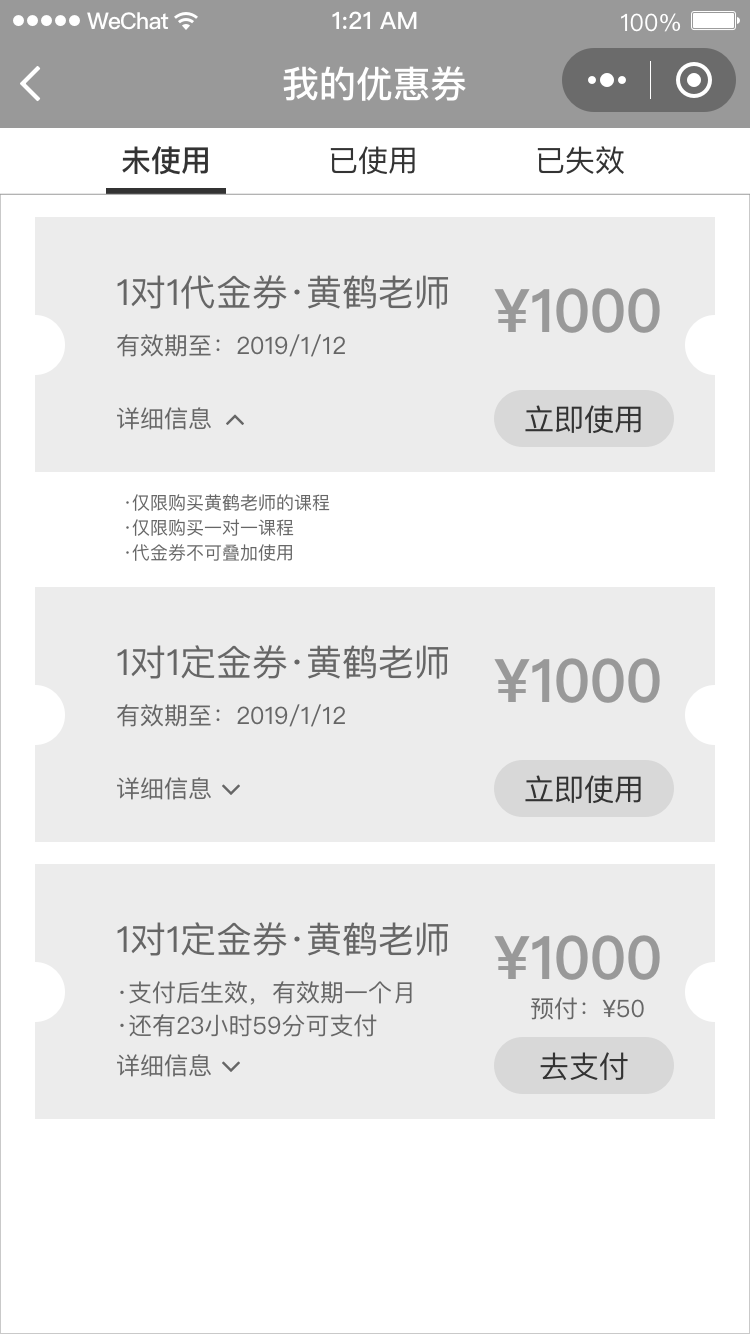 WeChat 1:21 AM 100%
我的优惠券
未使用 已使用 已失效
1对1代金券·黄鹤老师
¥1000
有效期至：2019/1/12
详细信息
立即使用
·仅限购买黄鹤老师的课程
·仅限购买一对一课程
·代金券不可叠加使用
1对1定金券·黄鹤老师
¥1000
有效期至：2019/1/12
详细信息
立即使用
1对1定金券·黄鹤老师
¥1000
·支付后生效，有效期一个月
预付：¥50
·还有23小时59分可支付
详细信息
去支付